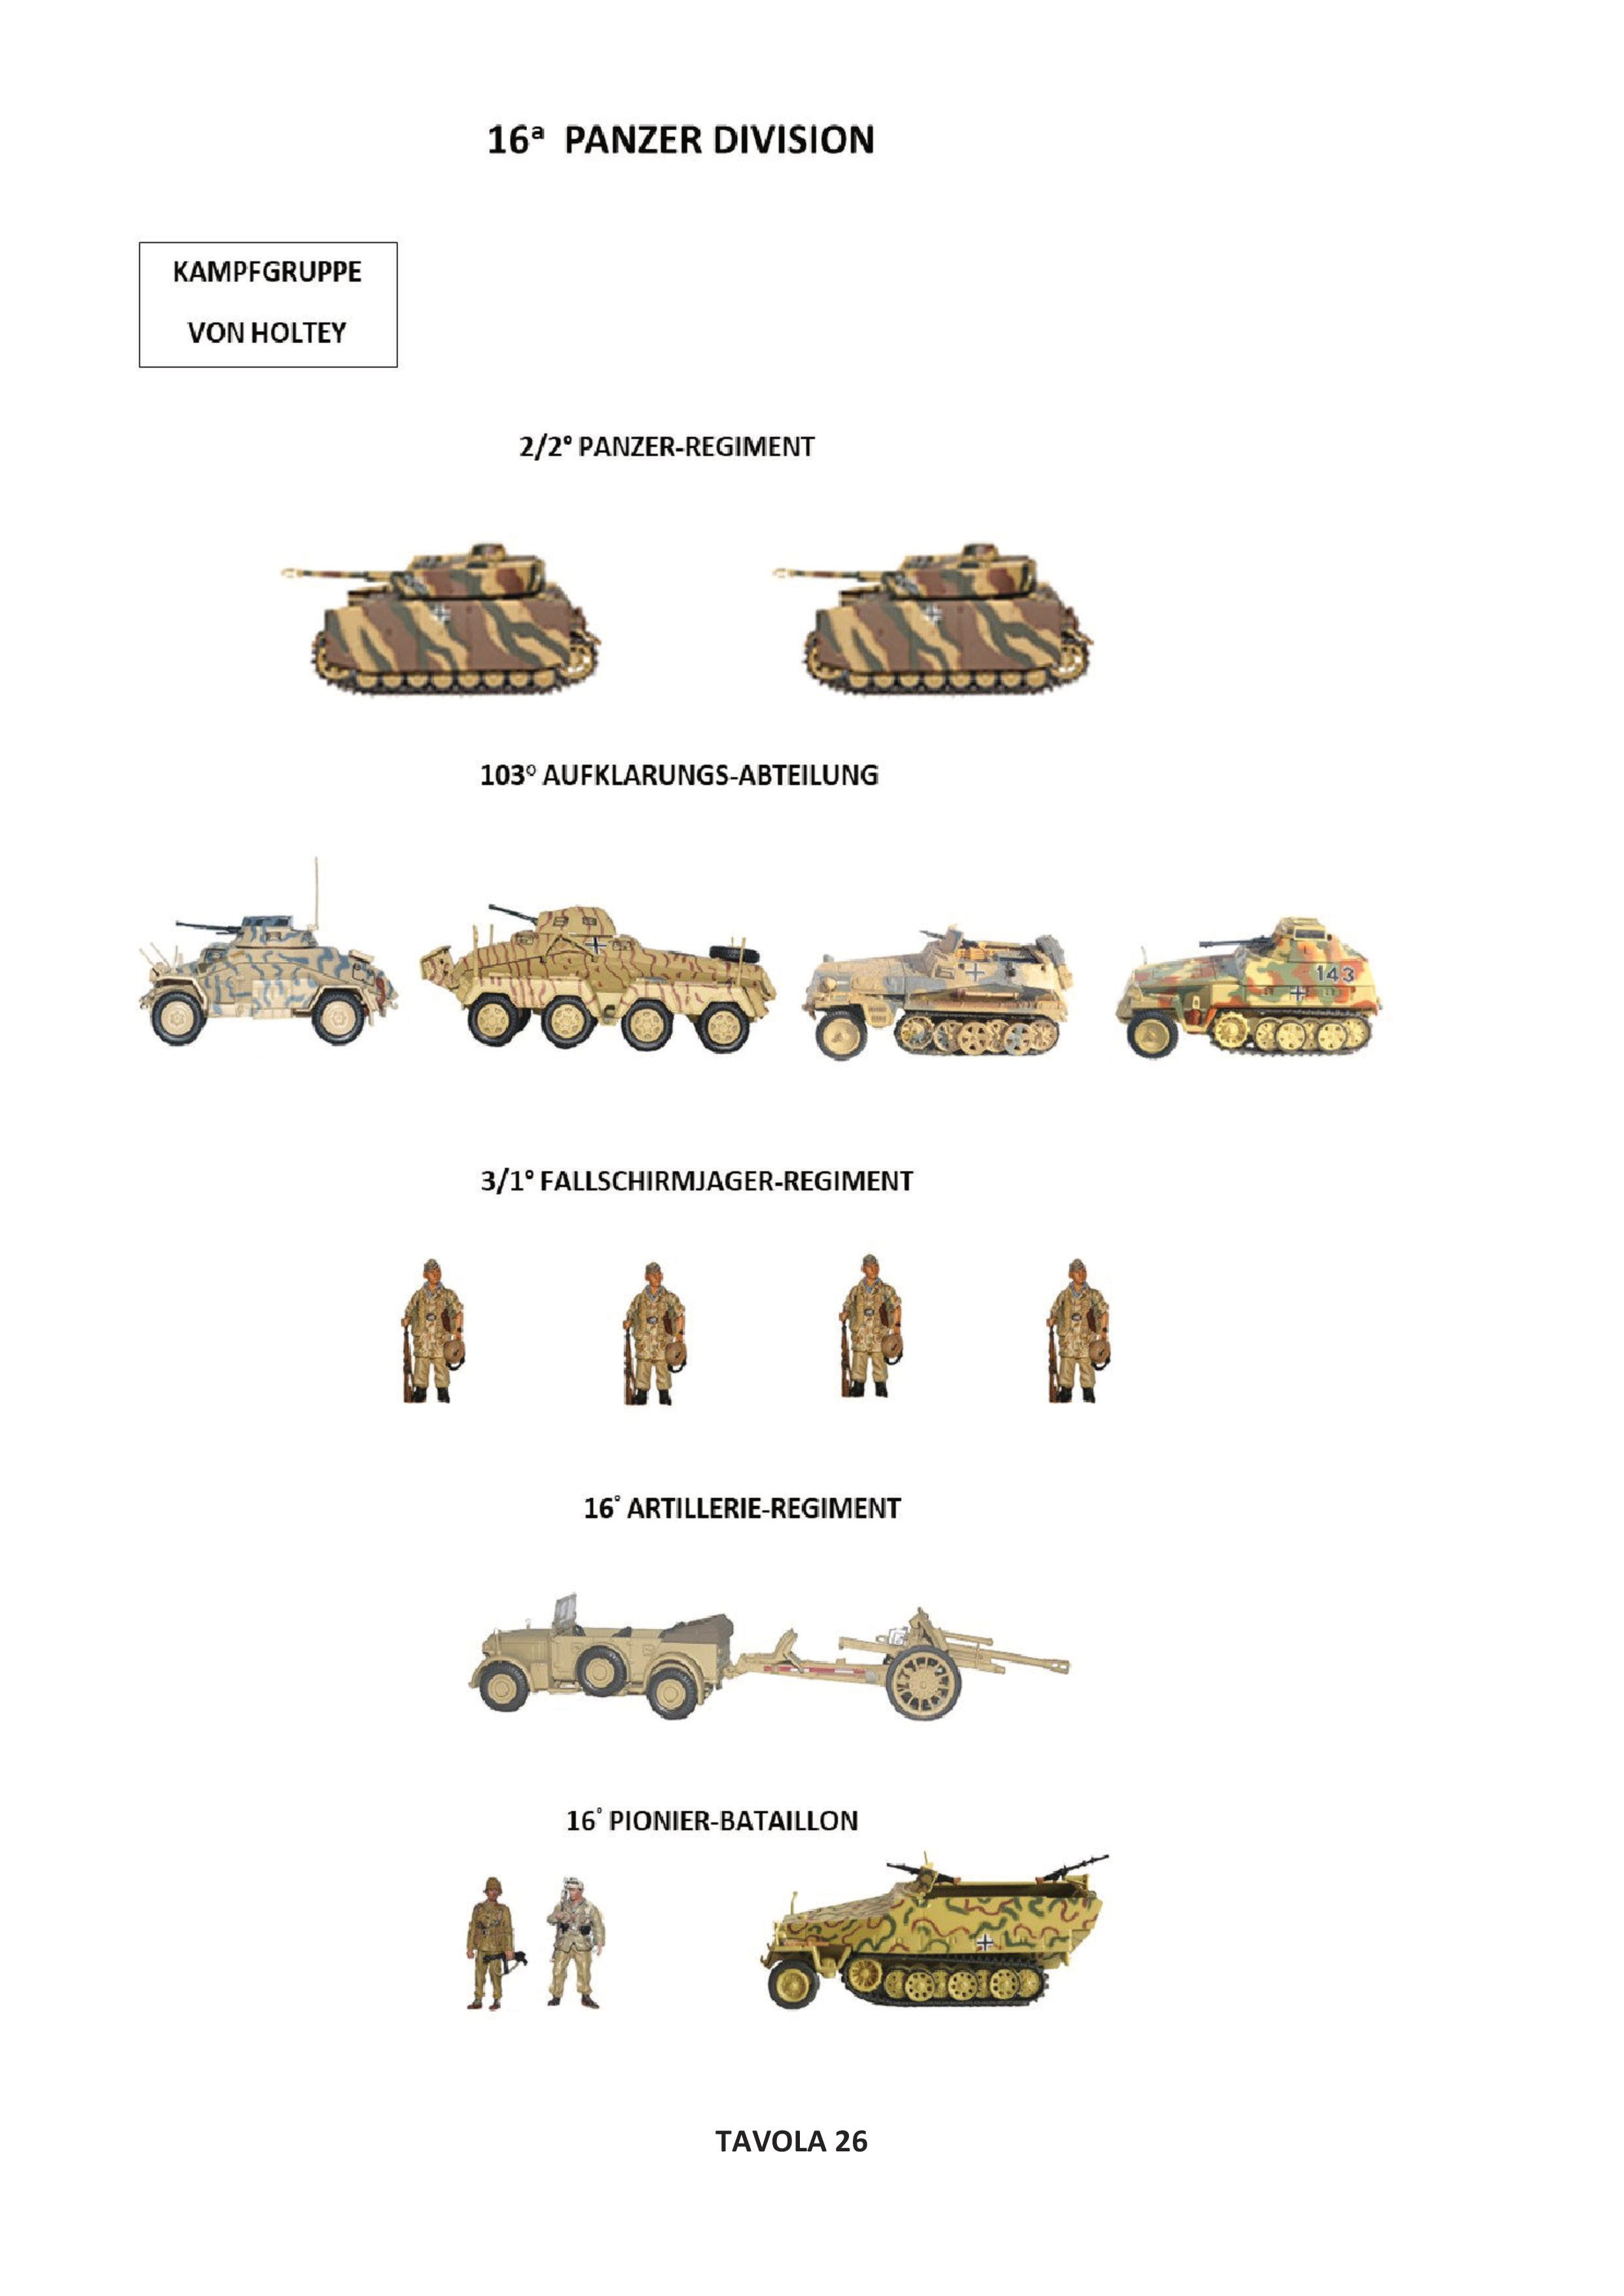 16ª PANZER DIVISION
KAMPFGRUPPE
VON HOLTEY
2/2° PANZER-REGIMENT
103° AUFKLARUNGS-ABTEILUNG
143
3/1° FALLSCHIRMJAGER-REGIMENT
16° ARTILLERIE-REGIMENT
16° PIONIER-BATAILLON
TAVOLA 26